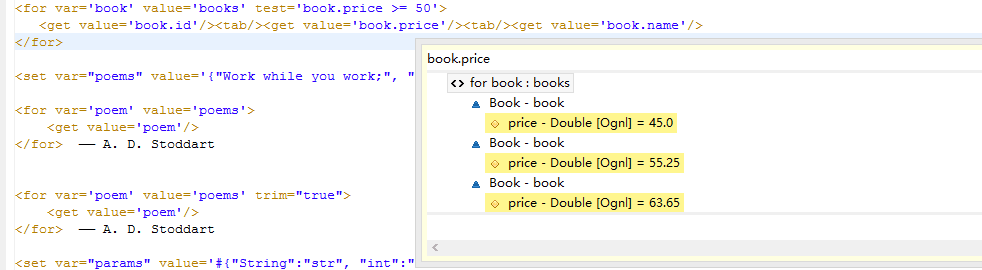 <for var='book' value='books' test='book.price >= 50'>
<get value='book.id'/><tab/><get value='book.price'/><tab/><get value='book.name'/>
</for>
<set var="poems" value='{"Work while you work;", "
<for var='poem' value='poems'>
<get value='poem'/>
</for> —— A. D. Stoddart
<for var='poem' value='poems' trim="true">
<get value='poem'/>
</for> —— A. D. Stoddart
<set var="params" value='#{"String":"str", "int":"
book.price
<> for book : books
Book - book
price - Double [Ognl] = 45.0
Book - book
price - Double [Ognl] = 55.25
Book - book
price - Double [Ognl] = 63.65